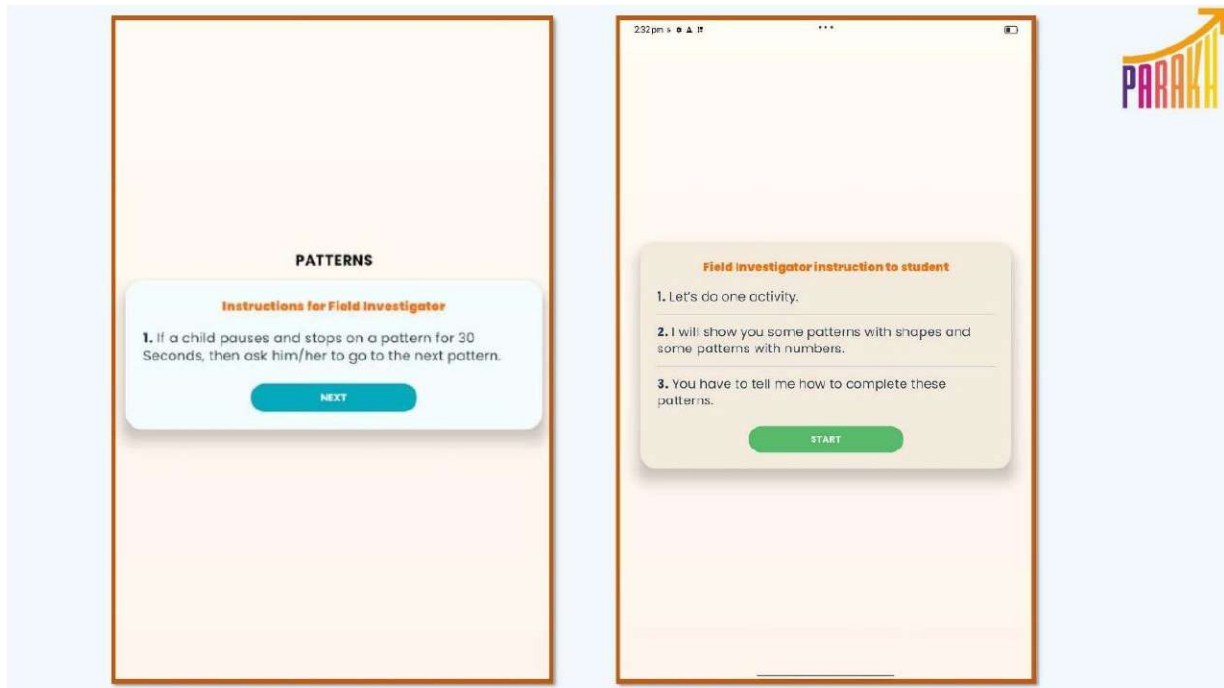 PATTERNS
Instructions for Field Investigator
1. If a child pauses and stops on a pattern for 30
Seconds, then ask him/her to go to the next pattern.
NEXT
2:32 pm
Field Investigator instruction to student
1. Let's do one activity.
2. I will show you some patterns with shapes and
some patterns with numbers.
3. You have to tell me how to complete these
patterns.
START
PARAKH